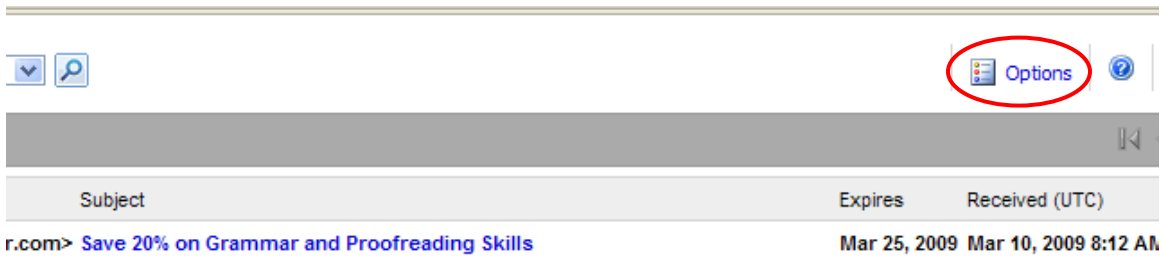 Options
Subject Expires Received (UTC)
r.com> Save 20% on Grammar and Proofreading Skills Mar 25, 2009 Mar 10, 2009 8:12 AM